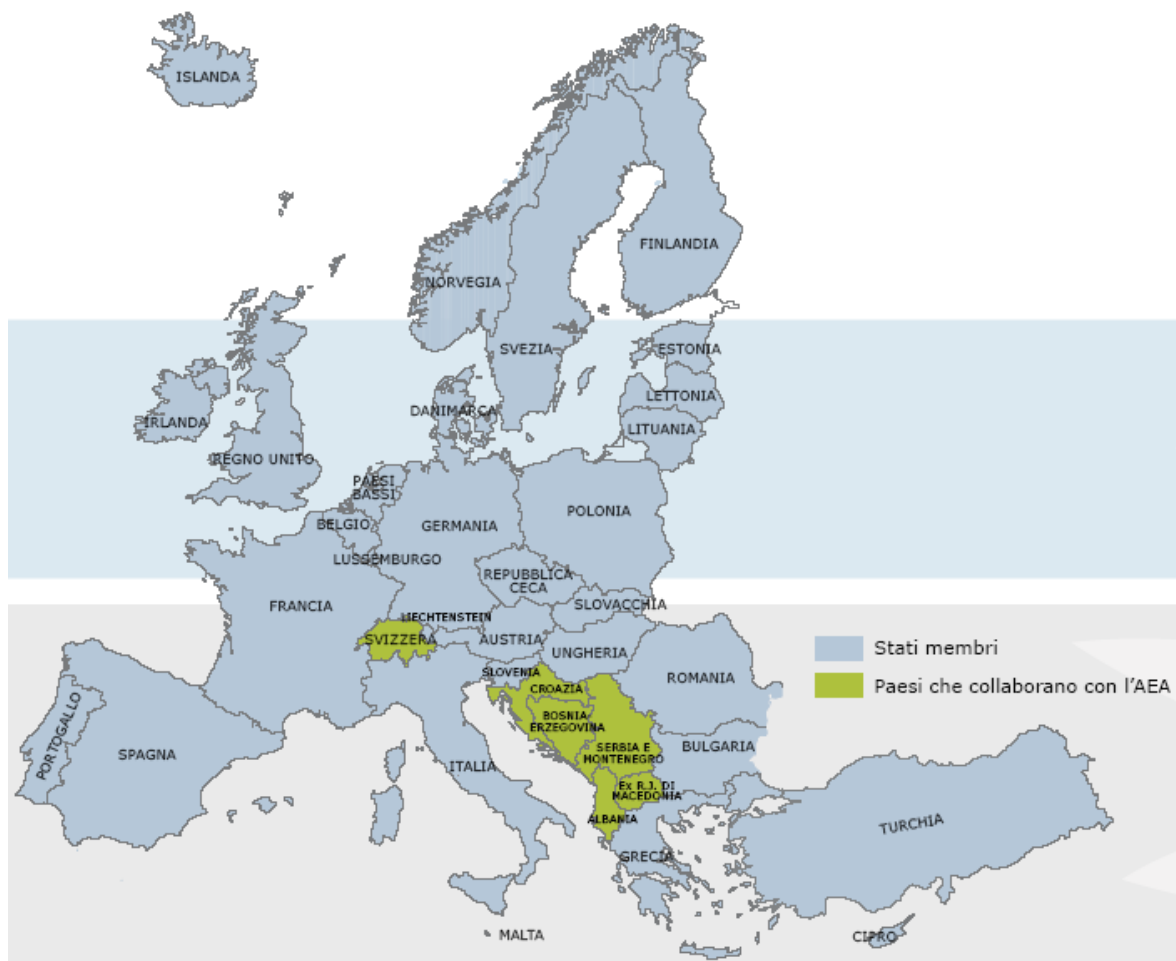 ISLANDA
FINLANDIA
NORVEGIA
SVEZIA
ESTONIA
LETTONIA
DANIMARCA
IRLANDA
LITUANIA
REGNO UNITO
PAESI
BASSI
BELGIO
GERMANIA
POLONIA
LUSSEMBURGO
REPUBBLICA
CECA
FRANCIA
SLOVACCHIA
LIECHTENSTEIN
SVIZZERA
AUSTRIA
UNGHERIA
Stati membri
SLOVENIA
ROMANIA
CROAZIA
Paesi che collaborano con l'AEA
PORTOGALLO
BOSNIA
ERZEGOVINA
SPAGNA
SERBIA E
MONTENEGRO
BULGARIA
ITALIA
Ex R.J. DI
MACEDONIA
ALBANIA
TURCHIA
GRECIA
MALTA
CIPRO